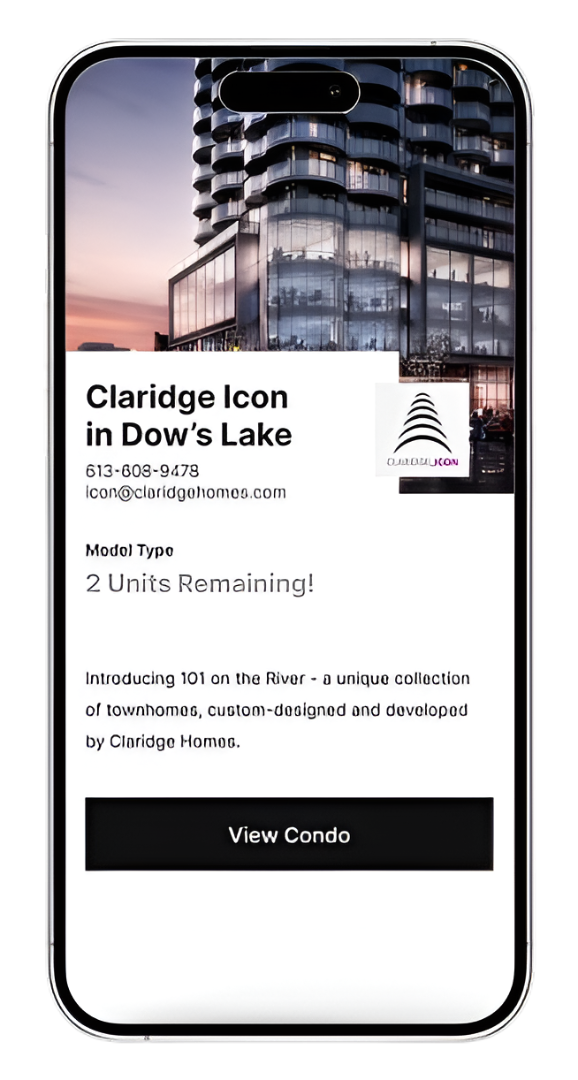 Claridge Icon
in Dow's Lake
613-608-9478
icon@claridgehomes.com
CLARIDGE ICON
Model Type
2 Units Remaining!
Introducing 101 on the River - a unique collection
of townhomes, custom-designed and developed
by Claridge Homes.
View Condo